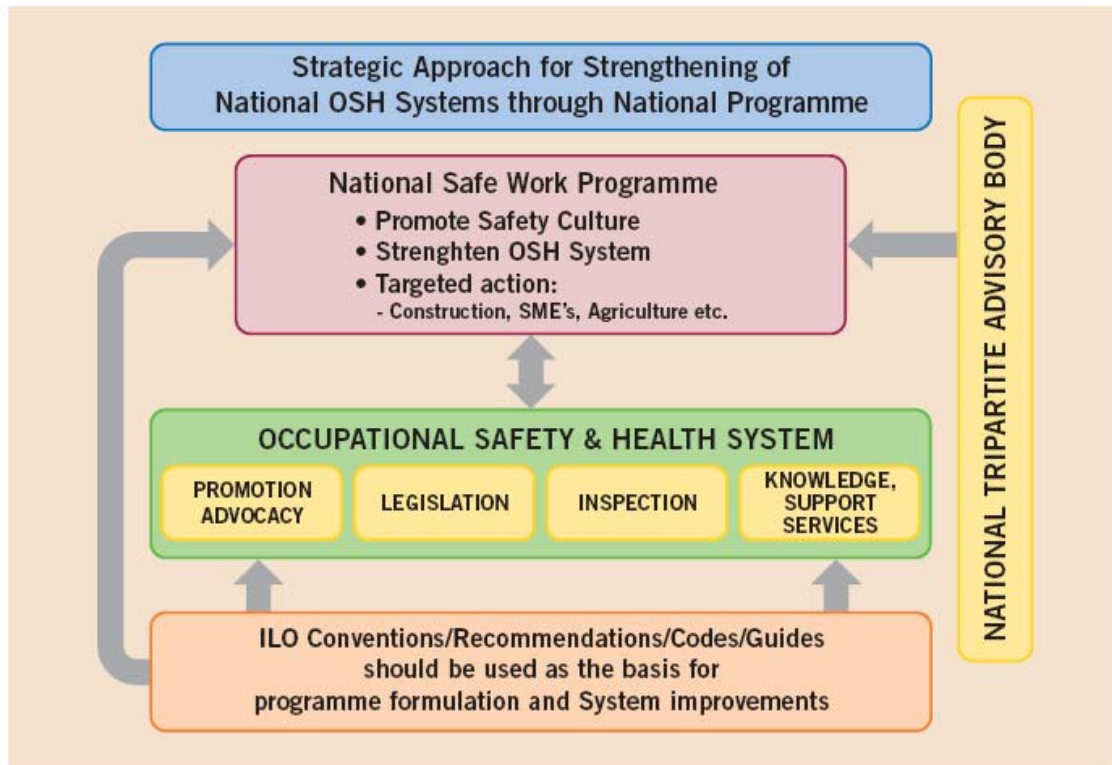 Strategic Approach for Strengthening of
National OSH Systems through National Programme
National Safe Work Programme
• Promote Safety Culture
• Strenghten OSH System
• Targeted action:
- Construction, SME's, Agriculture etc.
NATIONAL TRIPARTITE ADVISORY BODY
OCCUPATIONAL SAFETY & HEALTH SYSTEM
PROMOTION
ADVOCACY
LEGISLATION
INSPECTION
KNOWLEDGE,
SUPPORT
SERVICES
ILO Conventions/Recommendations/Codes/Guides
should be used as the basis for
programme formulation and System improvements